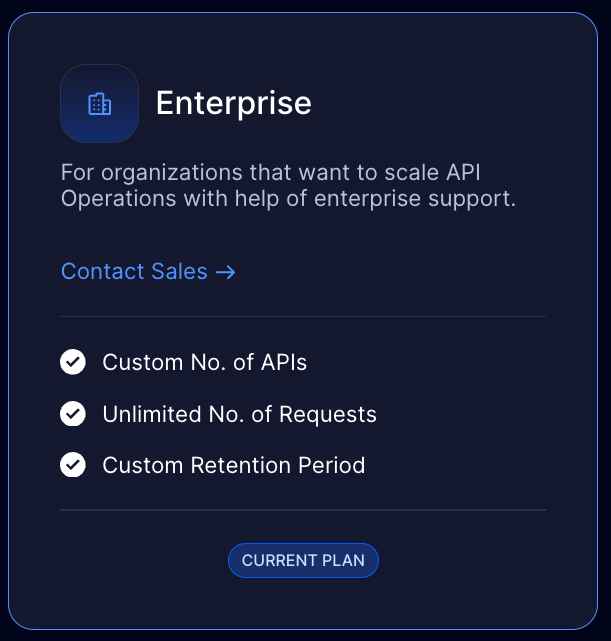 Enterprise
For organizations that want to scale API
Operations with help of enterprise support.
Contact Sales →
Custom No. of APIs
Unlimited No. of Requests
Custom Retention Period
CURRENT PLAN